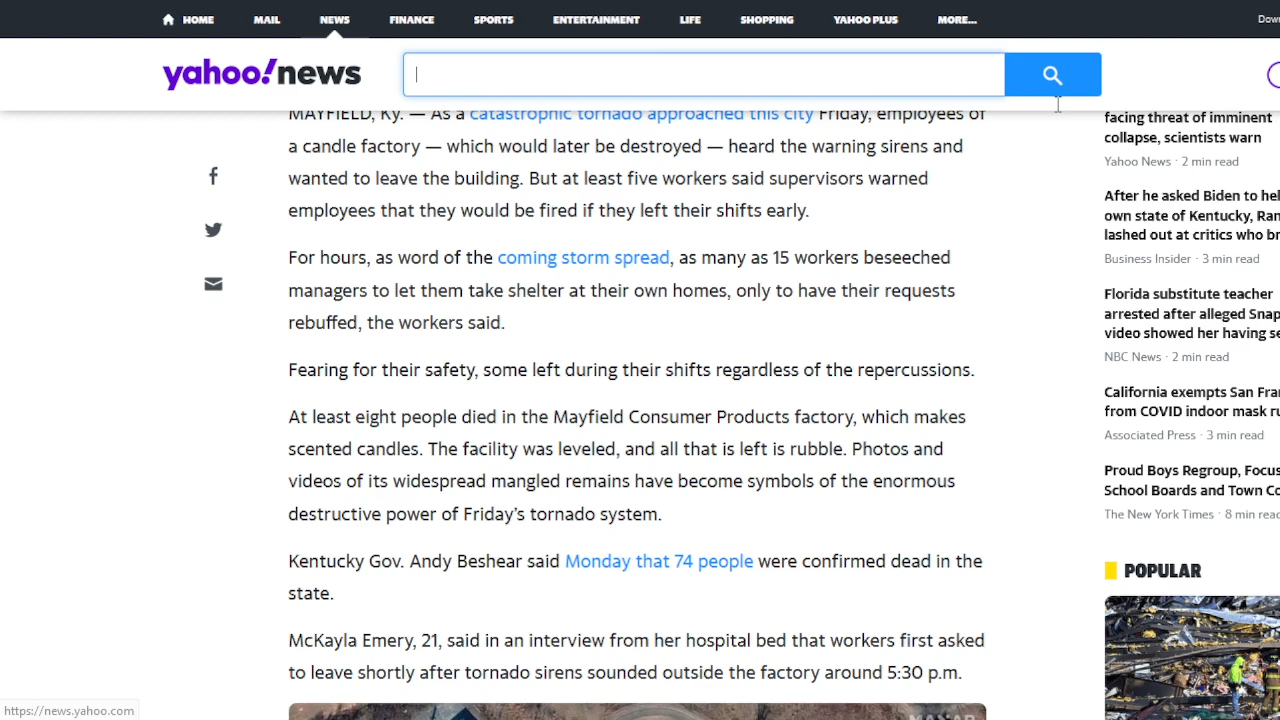 HOME MAIL NEWS FINANCE SPORTS ENTERTAINMENT LIFE SHOPPING YAHOO PLUS MORE...
yahoo!news
MAYFIELD, Ky. — As a catastrophic tornado approached this city Friday, employees of
a candle factory — which would later be destroyed — heard the warning sirens and
wanted to leave the building. But at least five workers said supervisors warned
employees that they would be fired if they left their shifts early.
For hours, as word of the coming storm spread, as many as 15 workers beseeched
managers to let them take shelter at their own homes, only to have their requests
rebuffed, the workers said.
Fearing for their safety, some left during their shifts regardless of the repercussions.
At least eight people died in the Mayfield Consumer Products factory, which makes
scented candles. The facility was leveled, and all that is left is rubble. Photos and
videos of its widespread mangled remains have become symbols of the enormous
destructive power of Friday's tornado system.
Kentucky Gov. Andy Beshear said Monday that 74 people were confirmed dead in the
state.
McKayla Emery, 21, said in an interview from her hospital bed that workers first asked
to leave shortly after tornado sirens sounded outside the factory around 5:30 p.m.
facing threat of imminent
collapse, scientists warn
Yahoo News · 2 min read
After he asked Biden to hel
own state of Kentucky, Ran
lashed out at critics who br
Business Insider · 3 min read
Florida substitute teacher
arrested after alleged Snap
video showed her having se
NBC News · 2 min read
California exempts San Fra
from COVID indoor mask ru
Associated Press · 3 min read
Proud Boys Regroup, Focus
School Boards and Town Co
The New York Times · 8 min read
POPULAR
https://news.yahoo.com